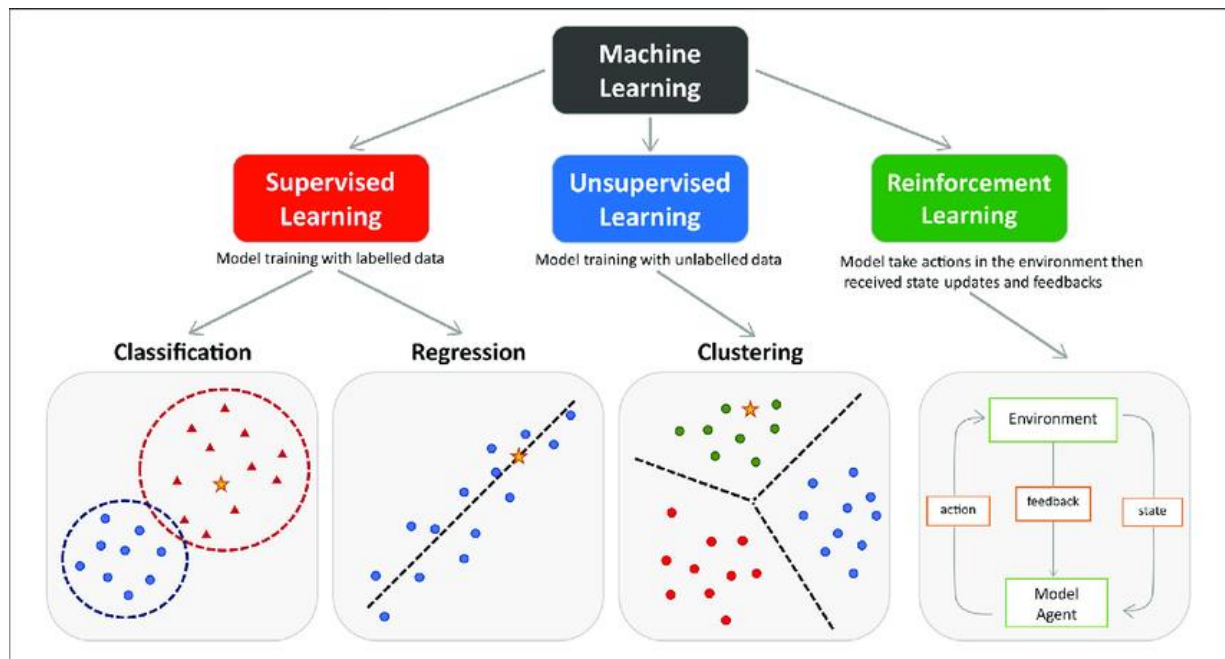 Machine
Learning
Supervised
Learning
Unsupervised
Learning
Reinforcement
Learning
Model training with labelled data
Model training with unlabelled data
Model take actions in the environment then
received state updates and feedbacks
Classification
Regression
Clustering
Environment
action
feedback
state
Model
Agent